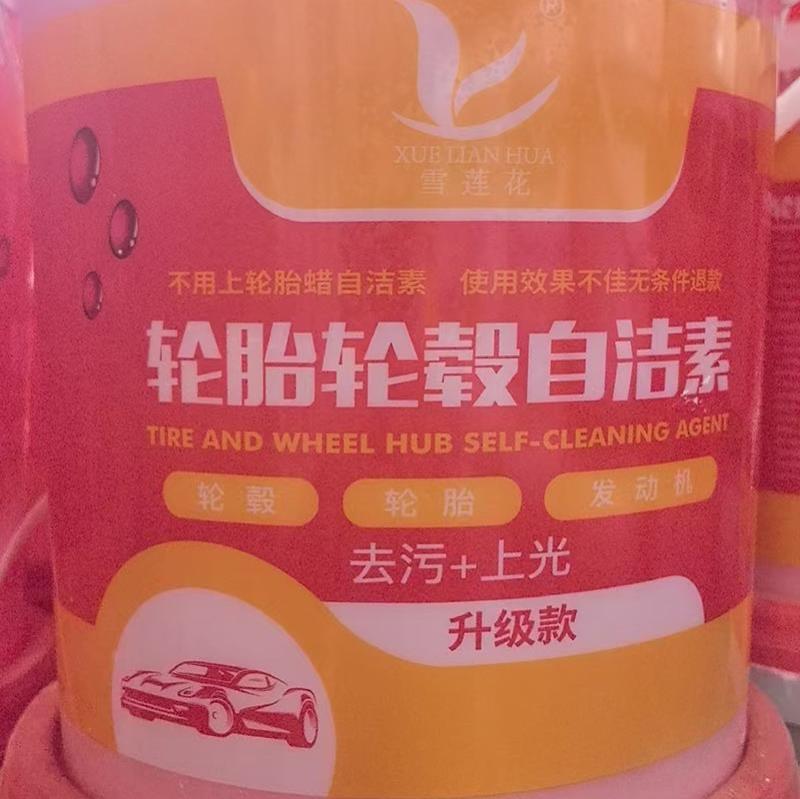 ®
XUE LIAN HUA
雪莲花
不用上轮胎蜡自洁素 使用效果不佳无条件退款
轮胎轮毂自洁素
TIRE AND WHEEL HUB SELF-CLEANING AGENT
轮毂 轮胎 发动机
去污+上光
升级款